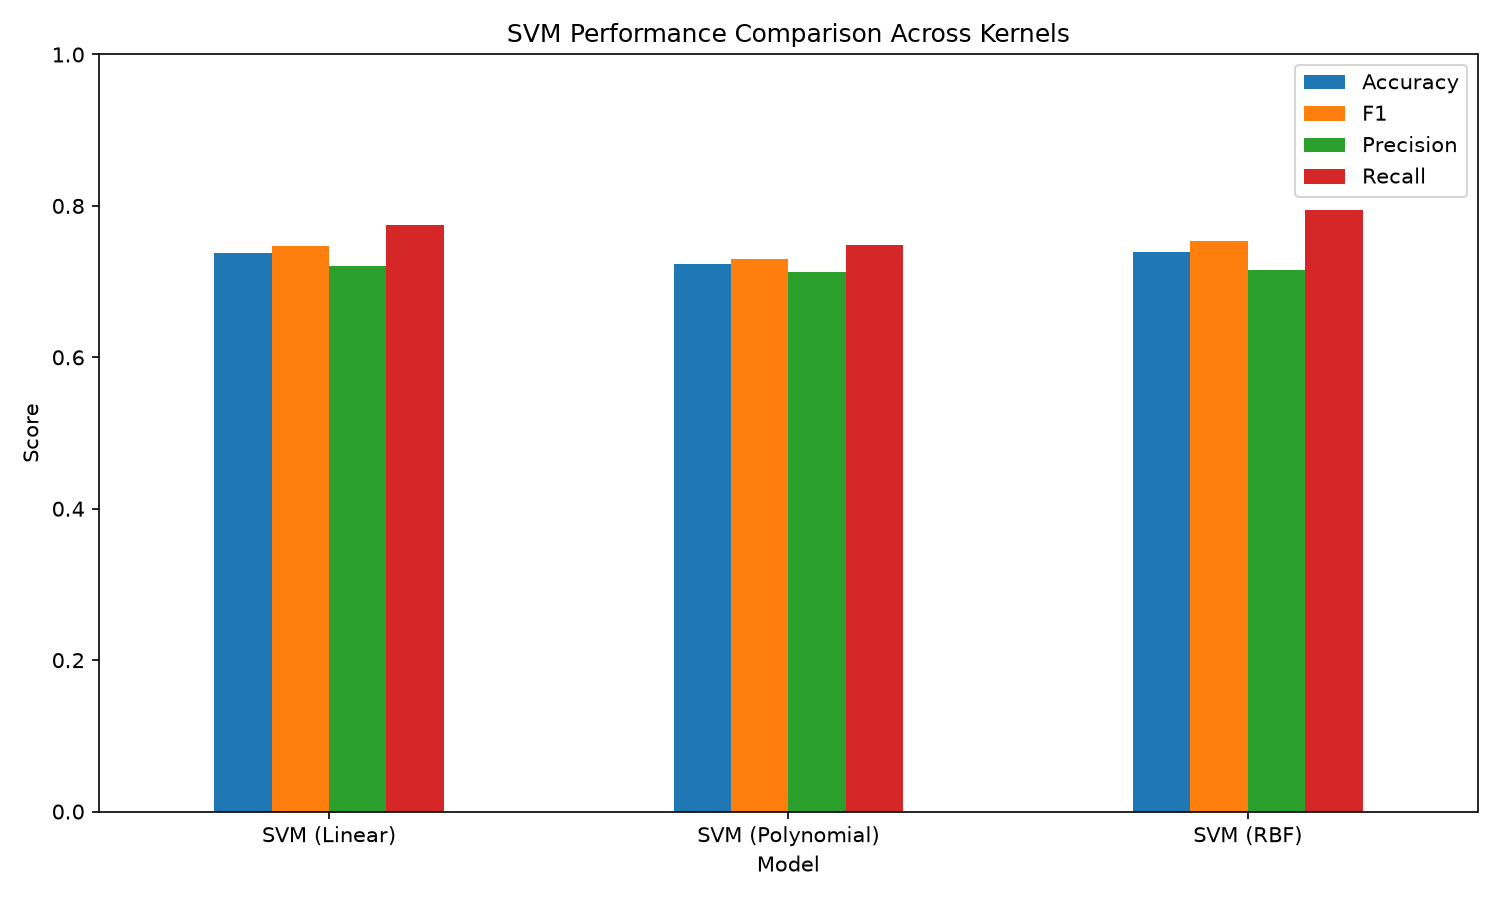 SVM Performance Comparison Across Kernels
1.0
0.8
0.6
0.4
0.2
0.0
Score
Accuracy
F1
Precision
Recall
SVM (Linear)
SVM (Polynomial)
SVM (RBF)
Model